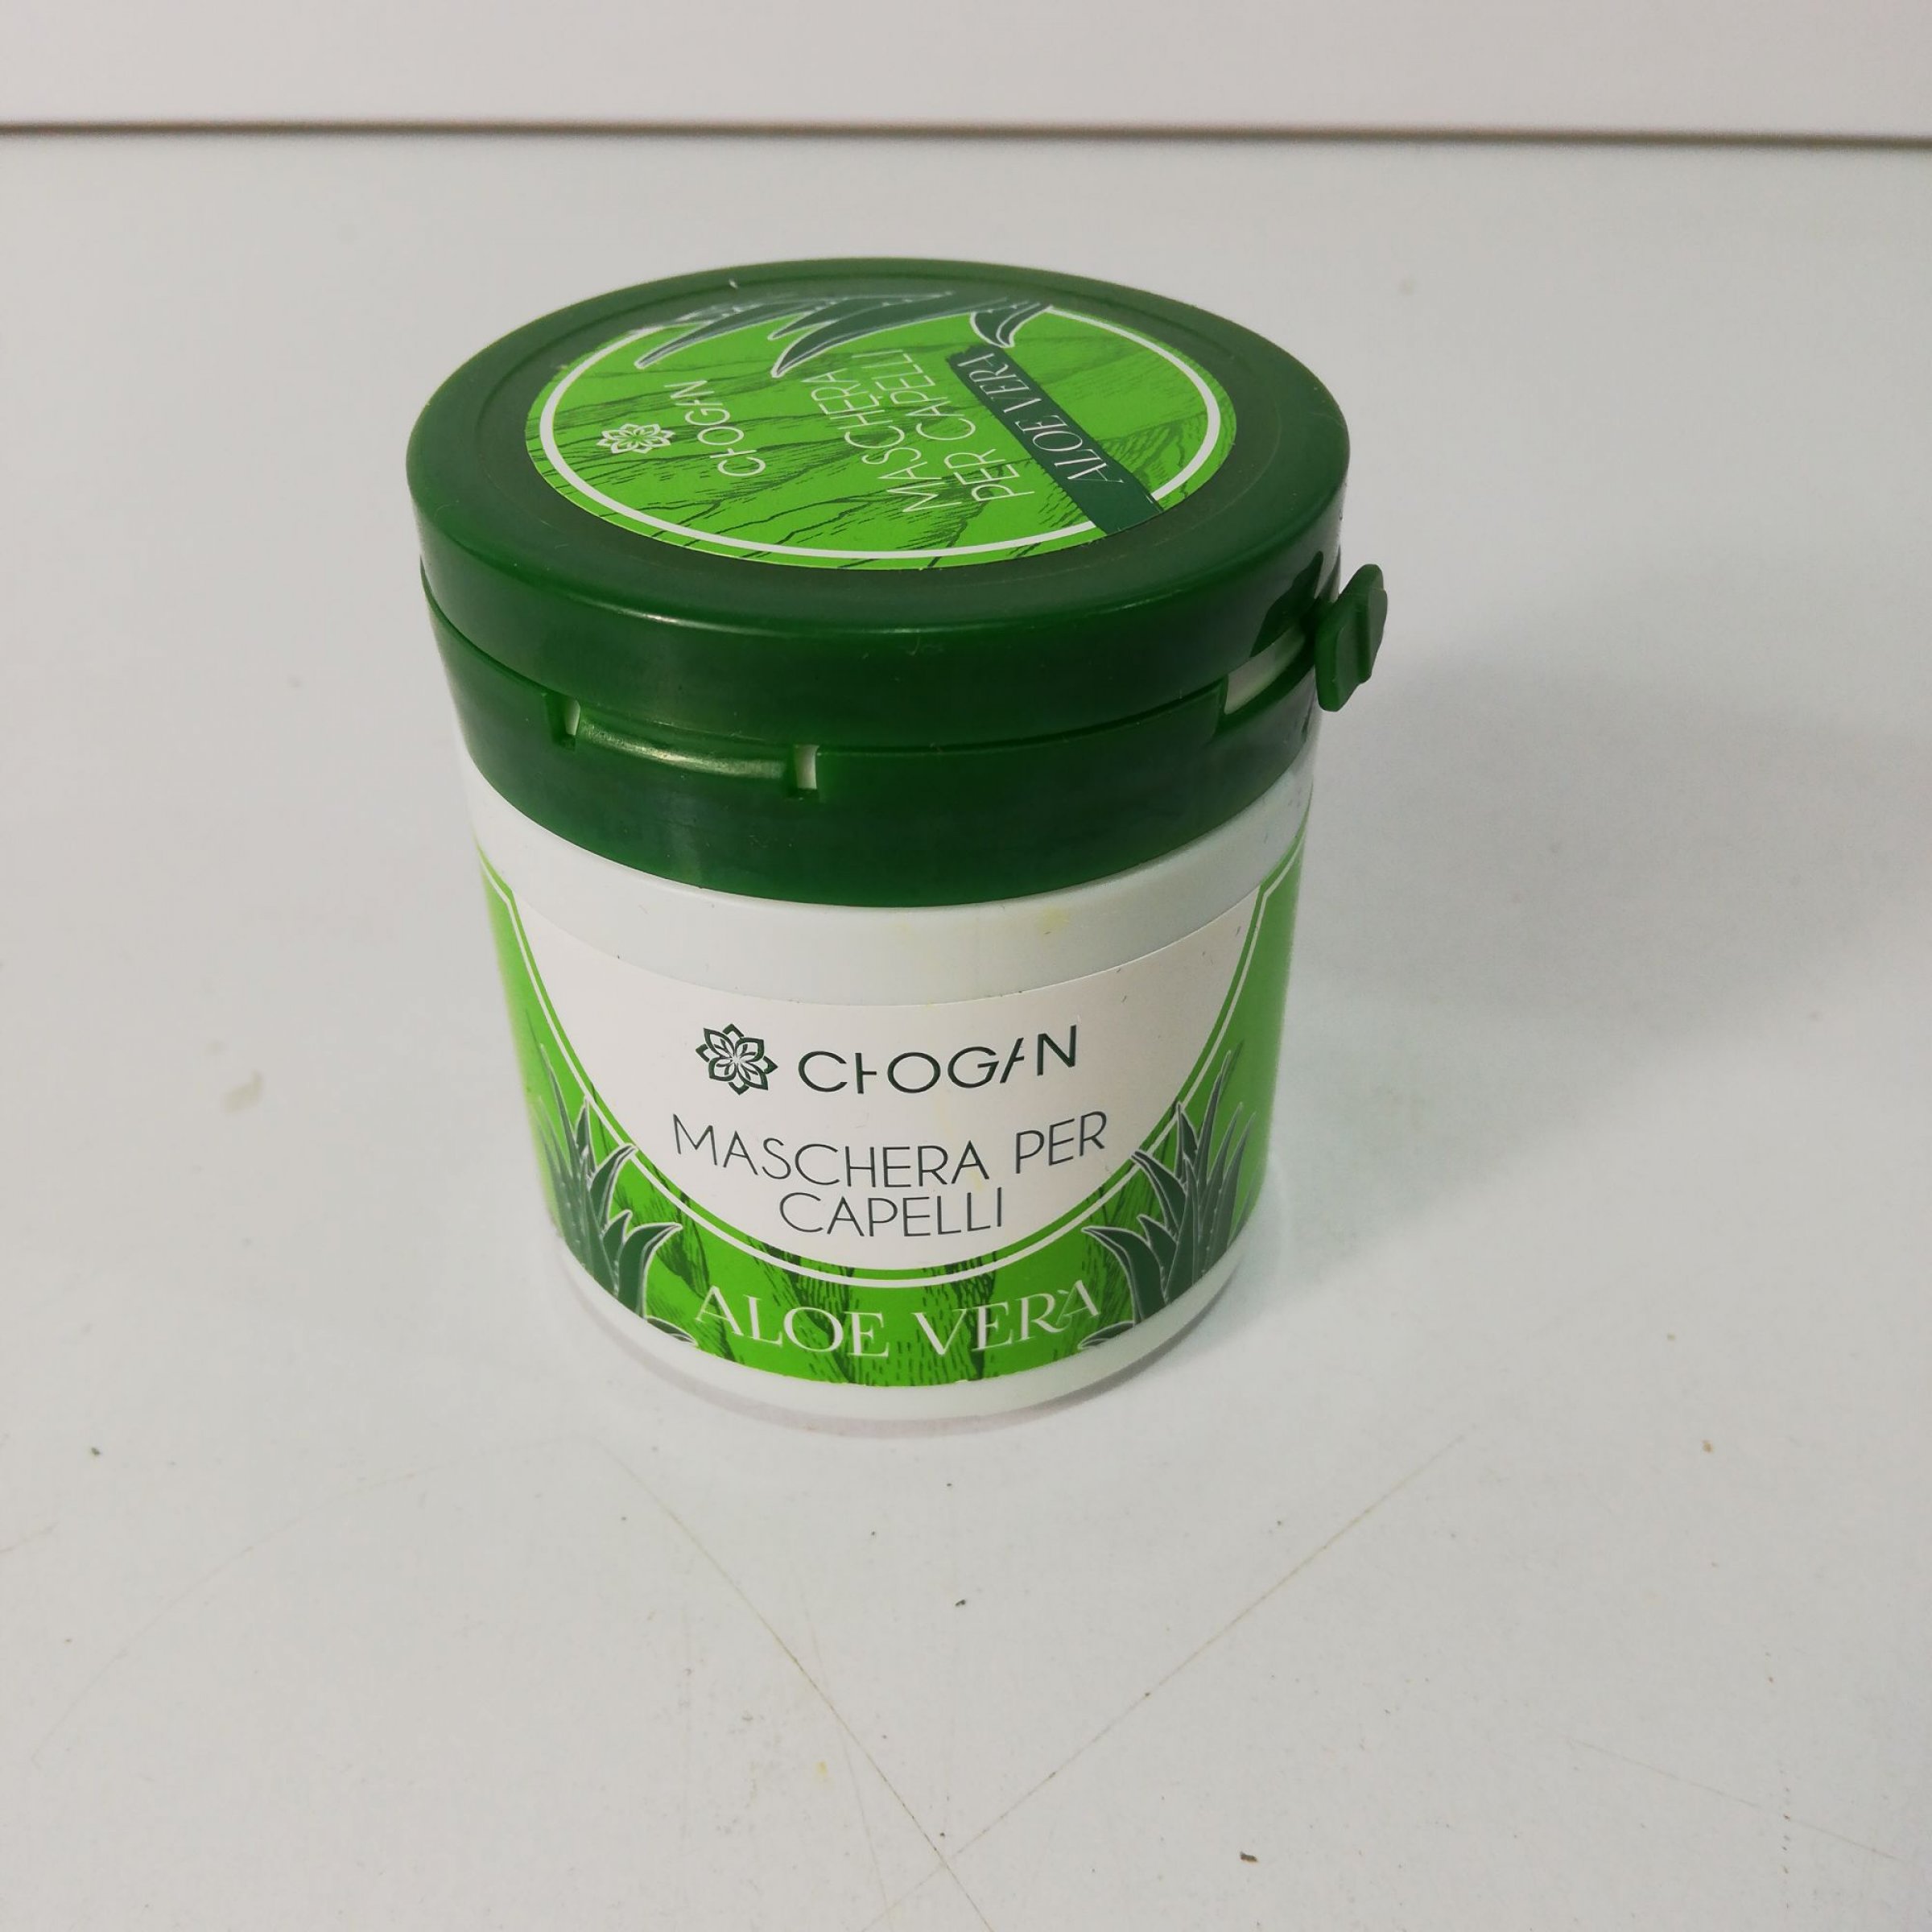 CHOGAN
MASCHERA
PER CAPELLI
ALOE VERA
CHOGAN
MASCHERA PER
CAPELLI
ALOE VERA